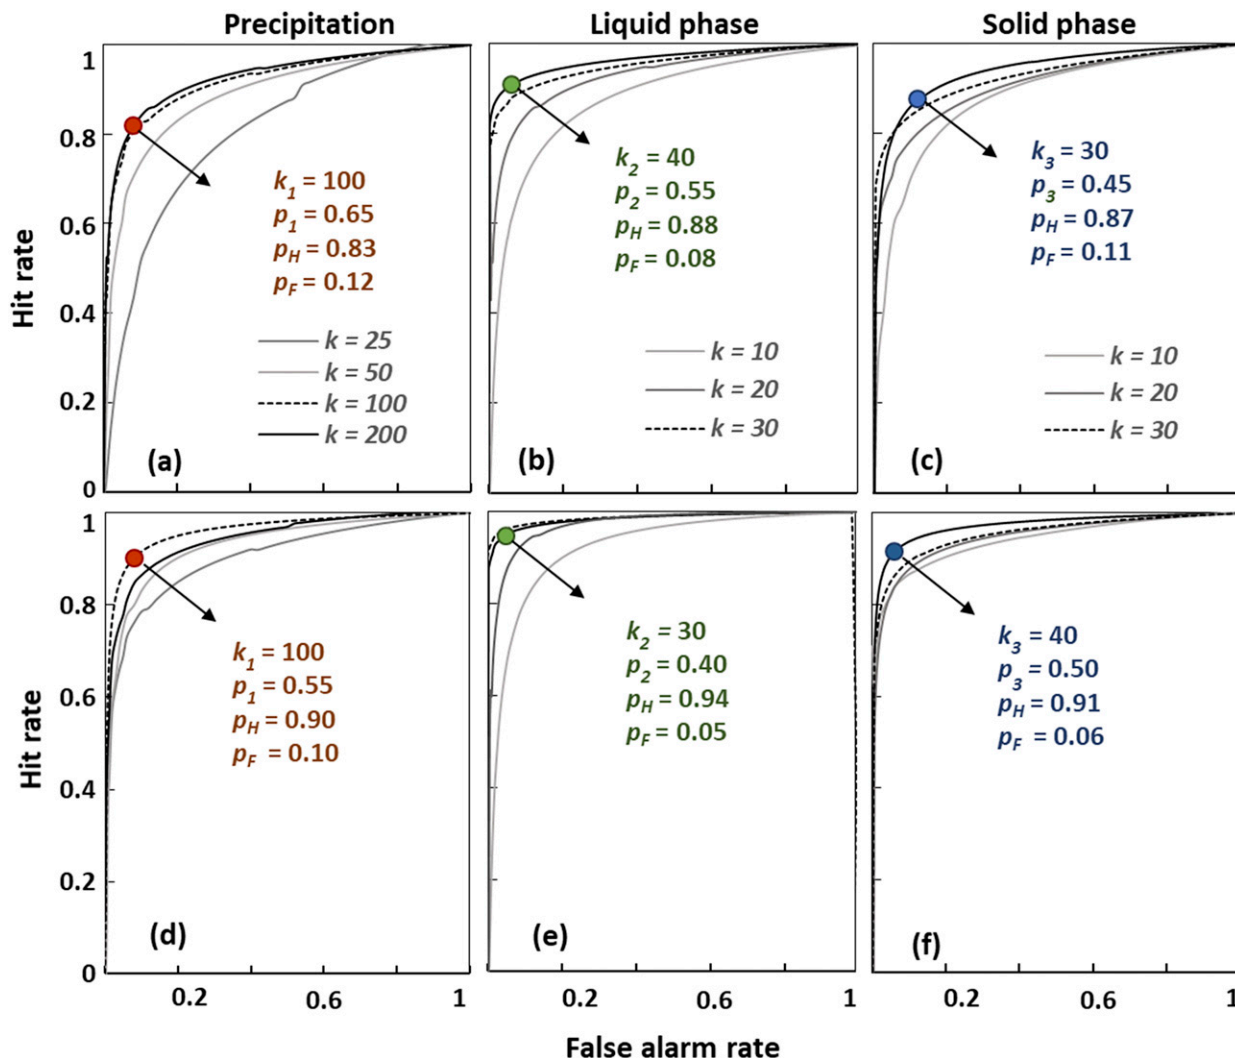 Precipitation
Liquid phase
Solid phase
Hit rate
1
0.8
0.6
0.4
0.2
0
k1 = 100
p1 = 0.65
pH = 0.83
pF = 0.12
k = 25
k = 50
k = 100
k = 200
(a)
k2 = 40
p2 = 0.55
pH = 0.88
pF = 0.08
k = 10
k = 20
k = 30
(b)
k3 = 30
p3 = 0.45
pH = 0.87
pF = 0.11
k = 10
k = 20
k = 30
(c)
Hit rate
1
0.8
0.6
0.4
0.2
0
k1 = 100
p1 = 0.55
pH = 0.90
pF = 0.10
(d)
k2 = 30
p2 = 0.40
pH = 0.94
pF = 0.05
(e)
k3 = 40
p3 = 0.50
pH = 0.91
pF = 0.06
(f)
0.2 0.6 1
0.2 0.6 1
0.2 0.6 1
False alarm rate